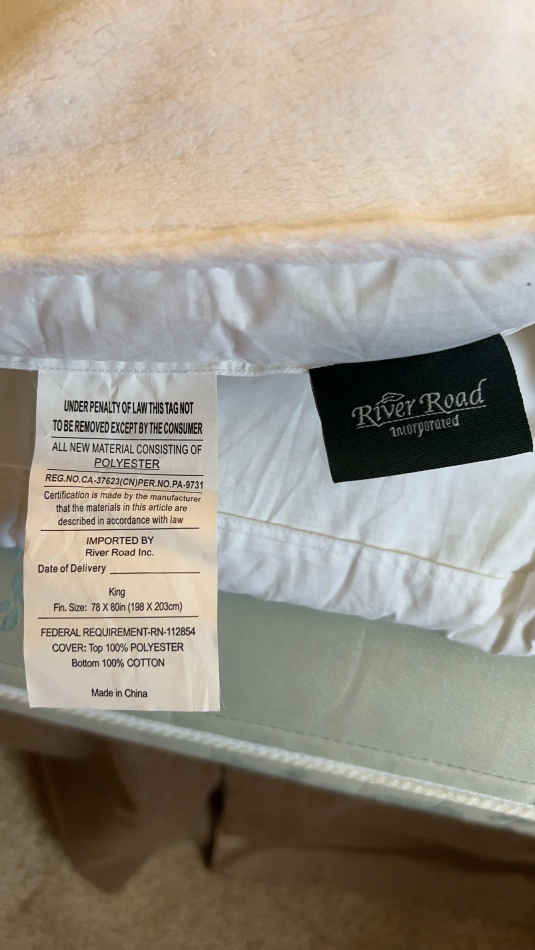 UNDER PENALTY OF LAW THIS TAG NOT
TO BE REMOVED EXCEPT BY THE CONSUMER
ALL NEW MATERIAL CONSISTING OF
POLYESTER
REG.NO.CA-37623(CN)PER.NO.PA-9731
Certification is made by the manufacturer
that the materials in this article are
described in accordance with law
IMPORTED BY
River Road Inc.
Date of Delivery
King
Fin. Size: 78 X 80in (198 X 203cm)
FEDERAL REQUIREMENT-RN-112854
COVER: Top 100% POLYESTER
Bottom 100% COTTON
Made in China
River Road
Incorporated